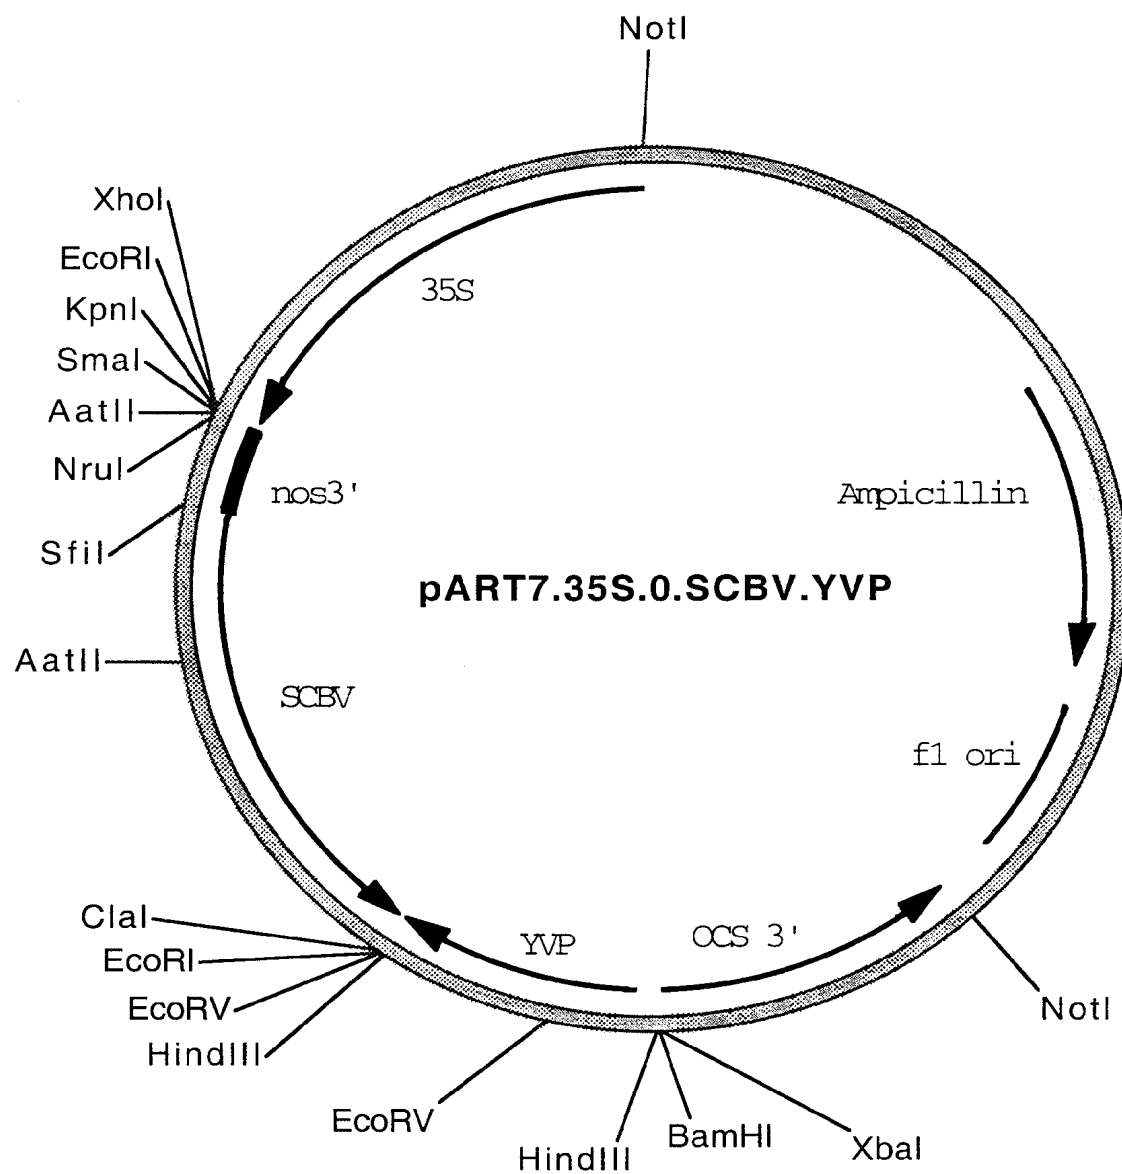 NotI
XhoI
EcoRI
KpnI
SmaI
AatII
NruI
SfiI
AatII
35S
nos3'
Ampicillin
pART7.35S.0.SCBV.YVP
SCBV
f1 ori
YVP
OCS 3'
ClaI
EcoRI
EcoRV
HindIII
EcoRV
HindIII
BamHI
XbaI
NotI